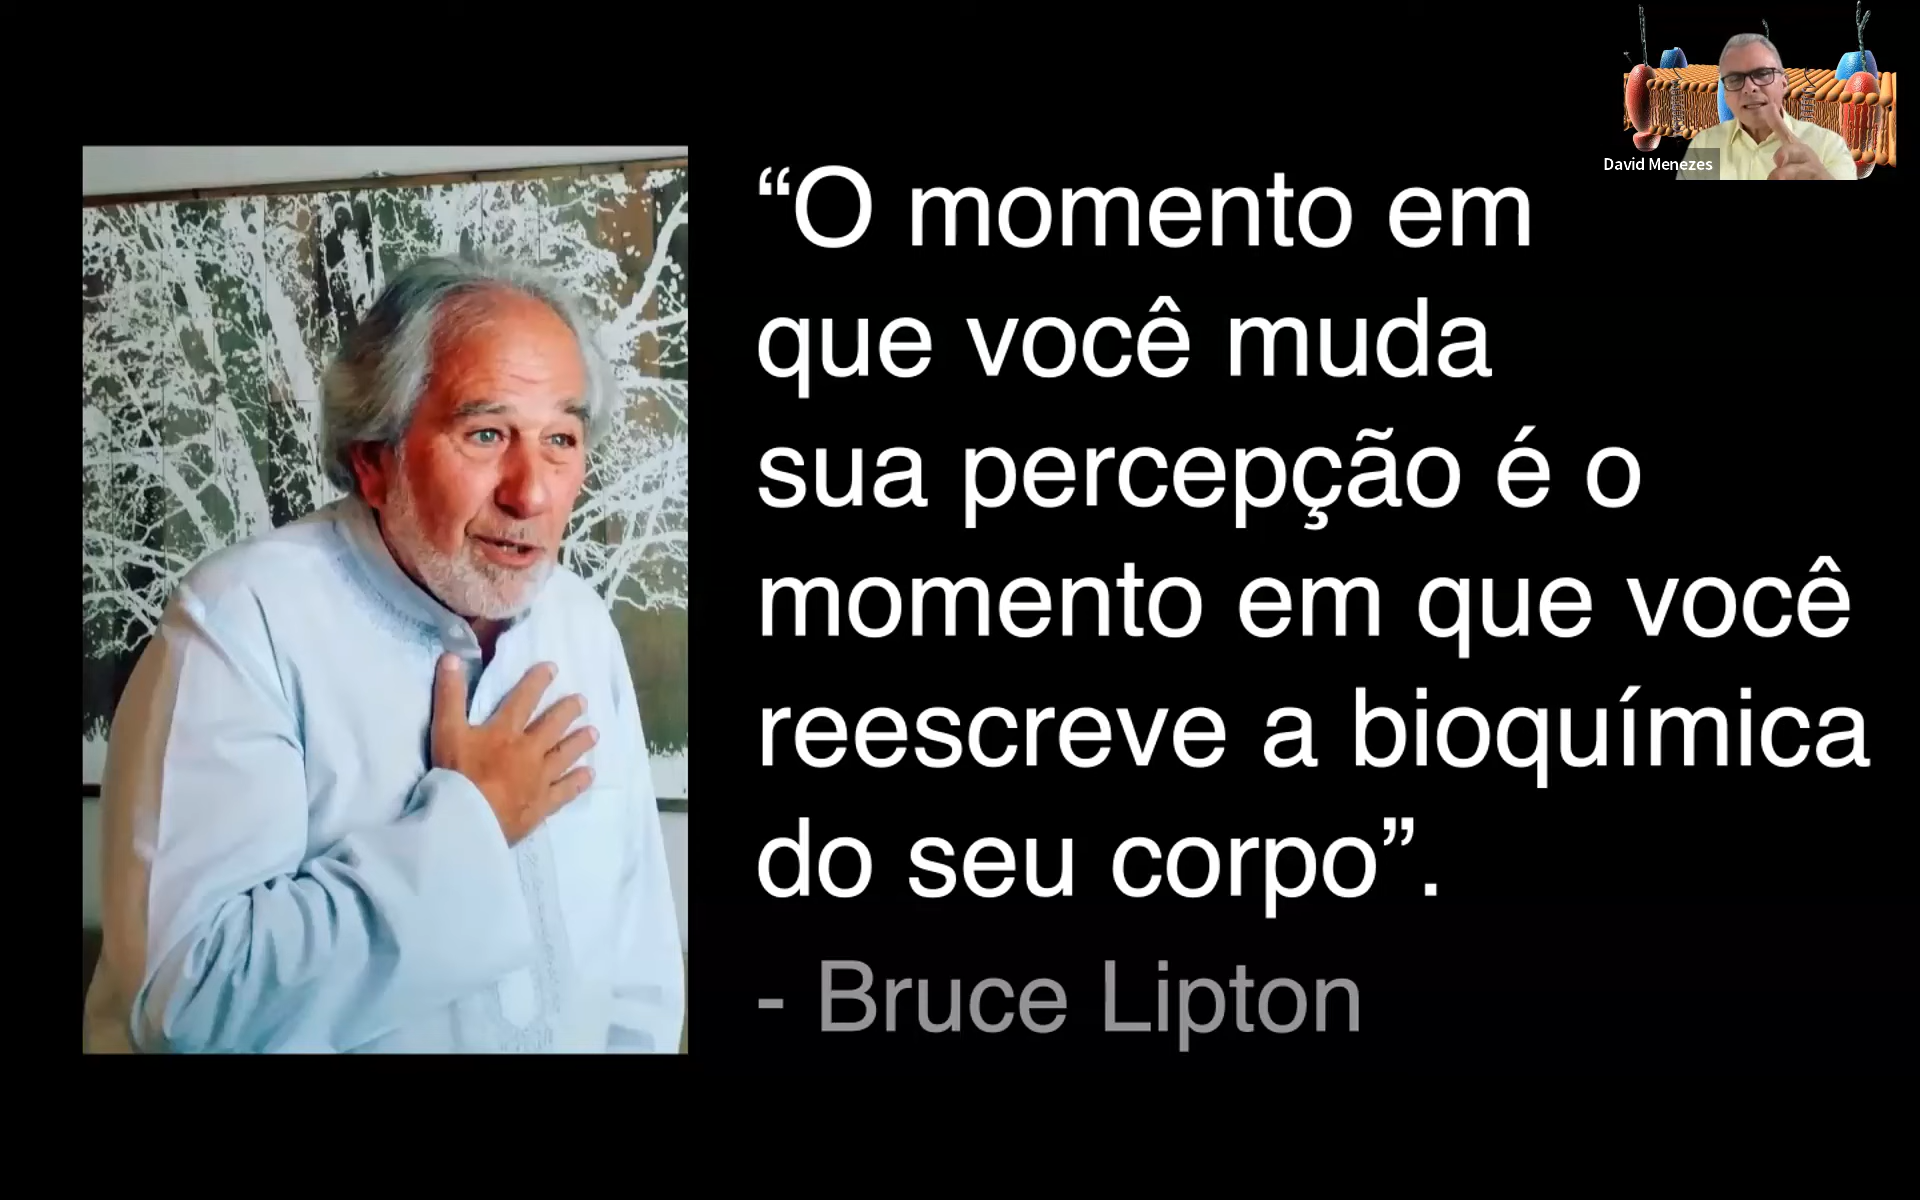 David Menezes
“O momento em
que você muda
sua percepção é o
momento em que você
reescreve a bioquímica
do seu corpo”.
- Bruce Lipton